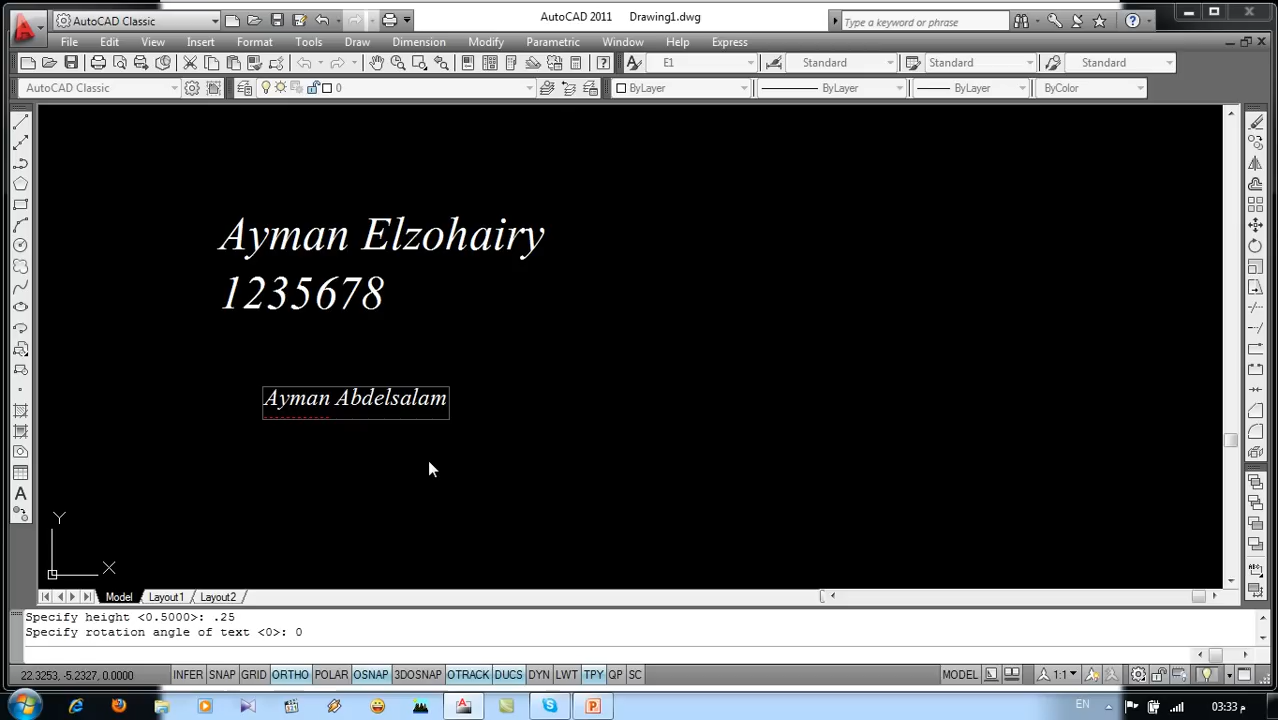 AutoCAD Classic
AutoCAD 2011 Drawing1.dwg
Type a keyword or phrase
File Edit View Insert Format Tools Draw Dimension Modify Parametric Window Help Express
E1 Standard Standard Standard
AutoCAD Classic 0 ByLayer ByLayer ByLayer ByColor
Ayman Elzohairy
1235678
Ayman Abdelsalam
Y
X
Model Layout1 Layout2
Specify height <0.5000>: .25
Specify rotation angle of text <0>: 0
22.3253, -5.2327, 0.0000 INFER SNAP GRID ORTHO POLAR OSNAP 3DOSNAP OTRACK DUCS DYN LWT TPY QP SC MODEL 1:1
EN 03:33 م